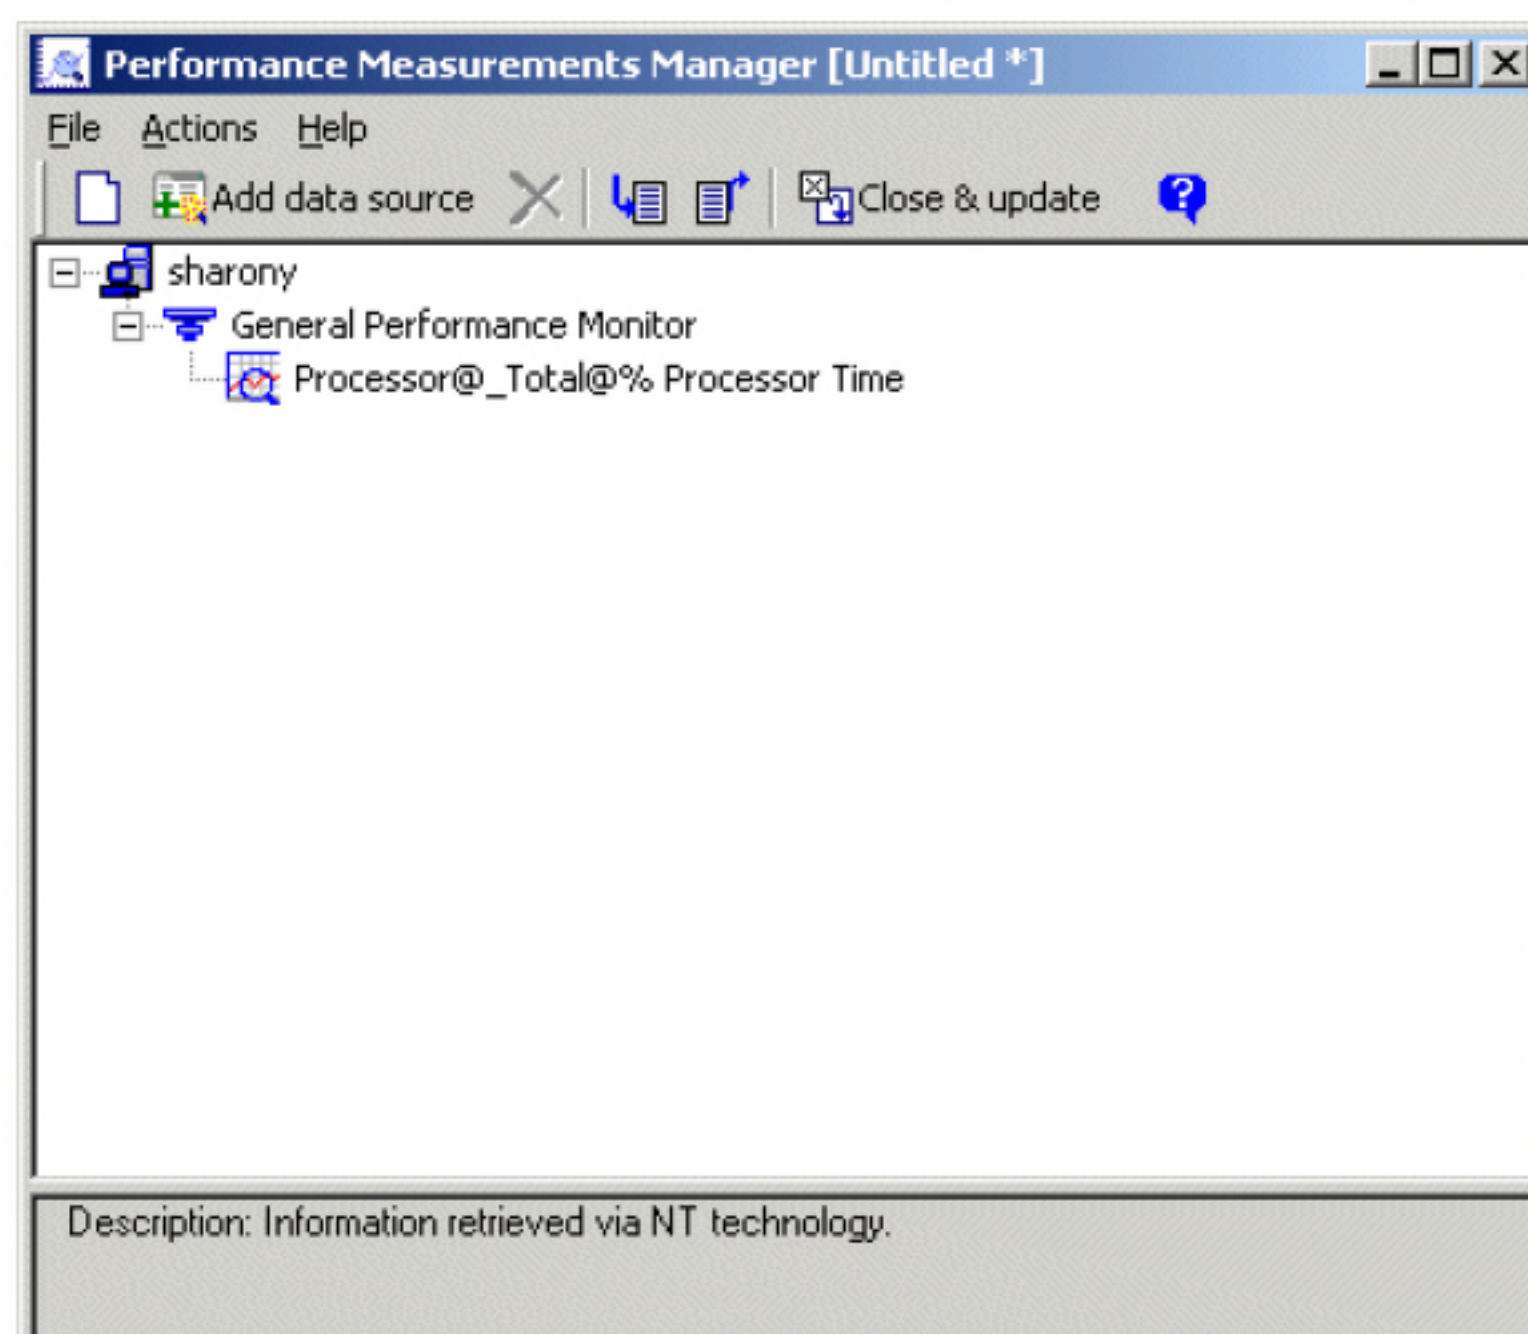 Performance Measurements Manager [Untitled *]
File Actions Help
Add data source Close & update
sharony
General Performance Monitor
Processor@_Total@% Processor Time
Description: Information retrieved via NT technology.